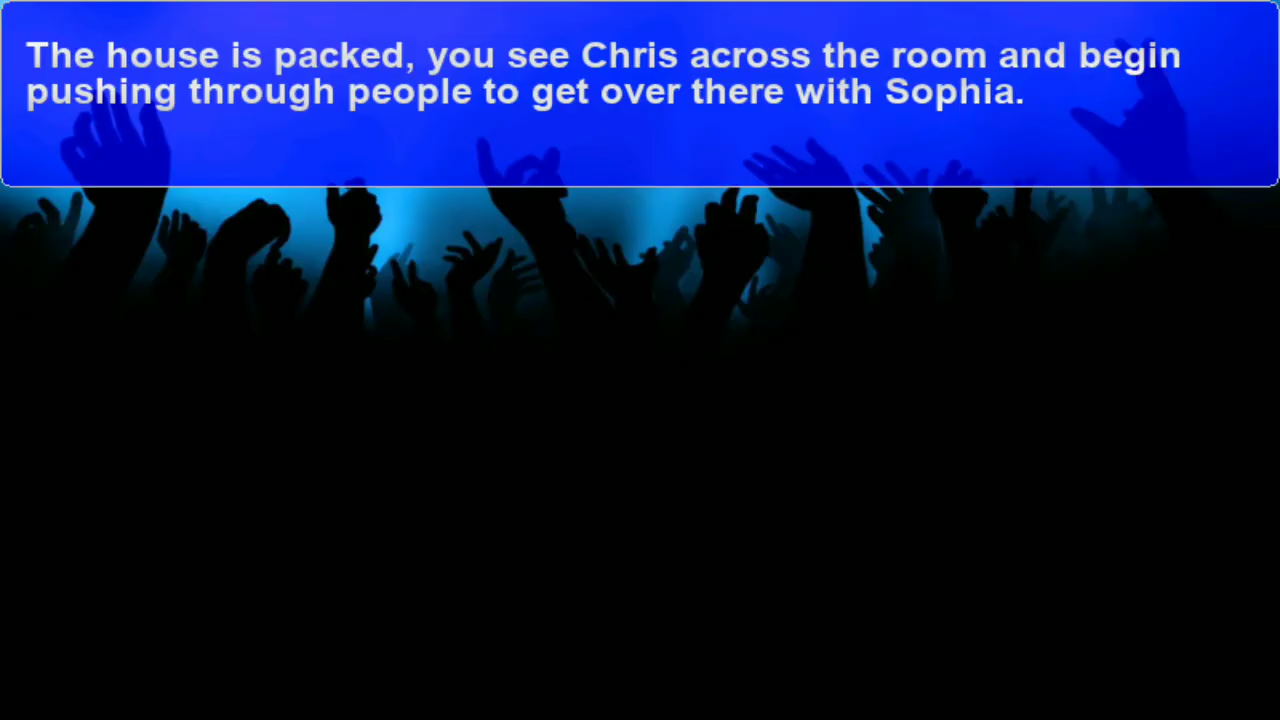 The house is packed, you see Chris across the room and begin
pushing through people to get over there with Sophia.